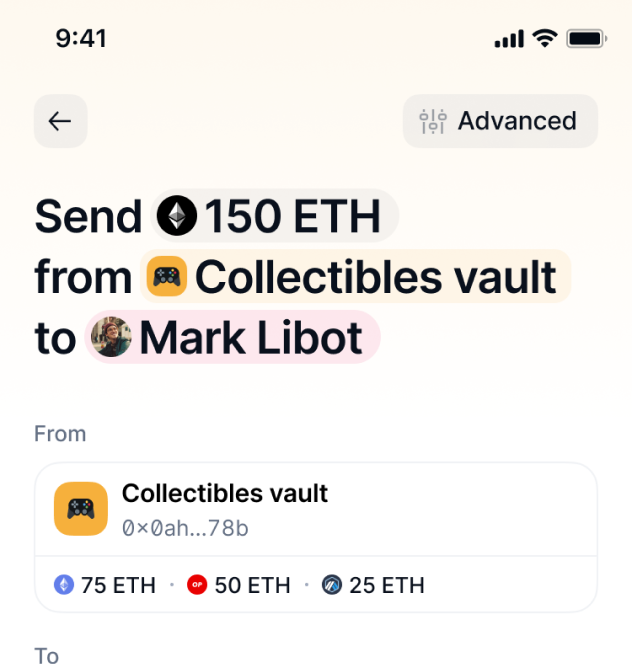 9:41
Advanced
Send 150 ETH
from Collectibles vault
to Mark Libot
From
Collectibles vault
0×0ah...78b
75 ETH · OP 50 ETH · 25 ETH
To